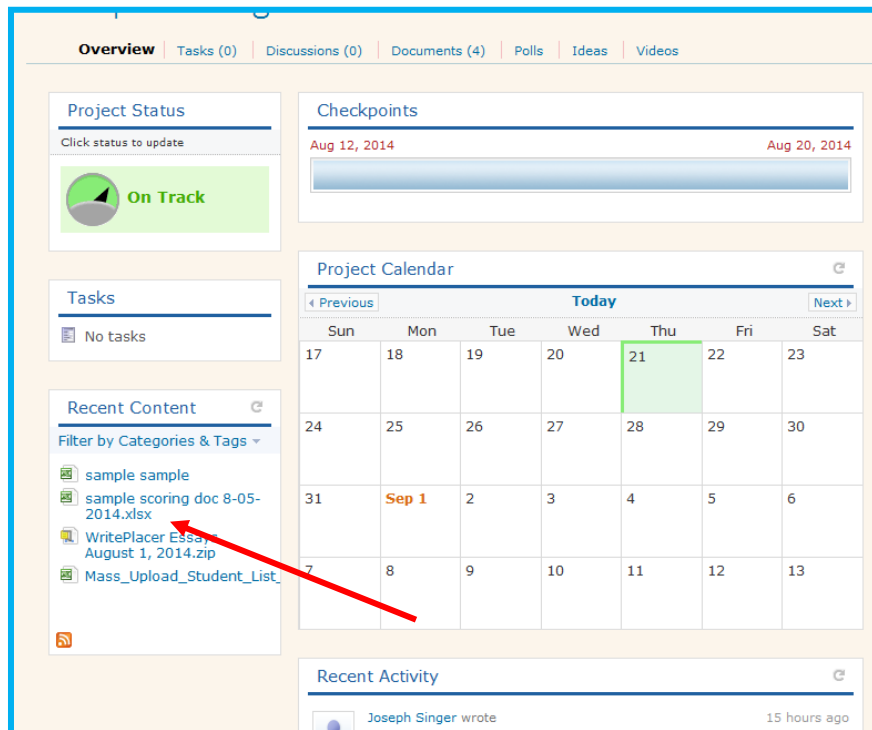 Overview Tasks (0) Discussions (0) Documents (4) Polls Ideas Videos
Project Status
Click status to update
On Track
Tasks
No tasks
Recent Content
Filter by Categories & Tags
sample sample
sample scoring doc 8-05-
2014.xlsx
WritePlacer Essays
August 1, 2014.zip
Mass_Upload_Student_List_
Checkpoints
Aug 12, 2014 Aug 20, 2014
Project Calendar
Previous Today Next
Sun Mon Tue Wed Thu Fri Sat
17 18 19 20 21 22 23
24 25 26 27 28 29 30
31 Sep 1 2 3 4 5 6
7 8 9 10 11 12 13
Recent Activity
Joseph Singer wrote 15 hours ago